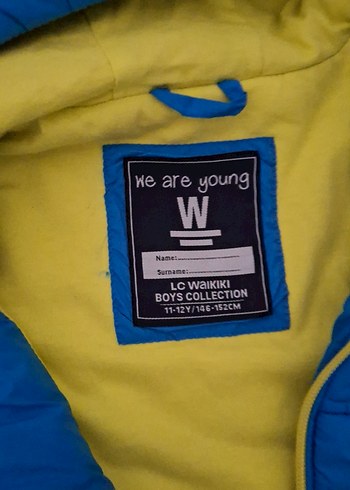 we are young
W
Name:
Surname:
LC WAIKIKI
BOYS COLLECTION
11-12Y/146-152CM